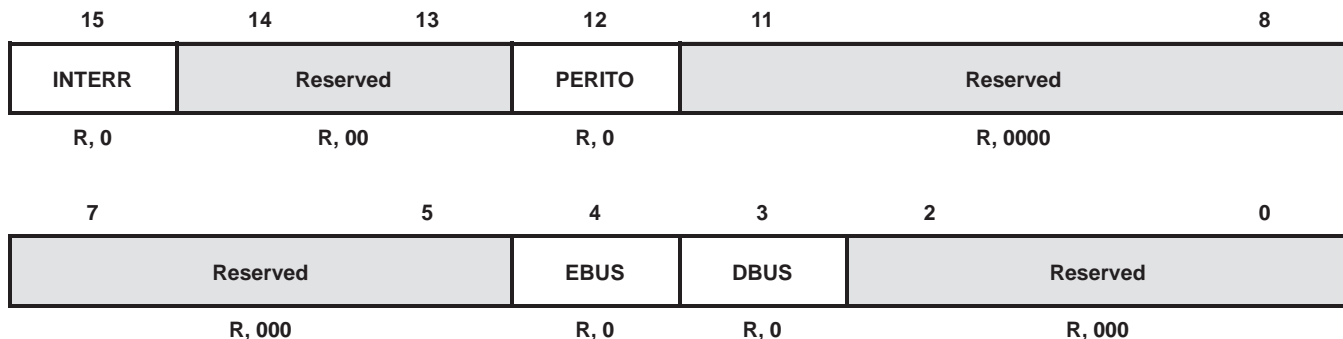 15 14 13 12 11 8
INTERR Reserved PERITO Reserved
R, 0 R, 00 R, 0 R, 0000
7 5 4 3 2 0
Reserved EBUS DBUS Reserved
R, 000 R, 0 R, 0 R, 000